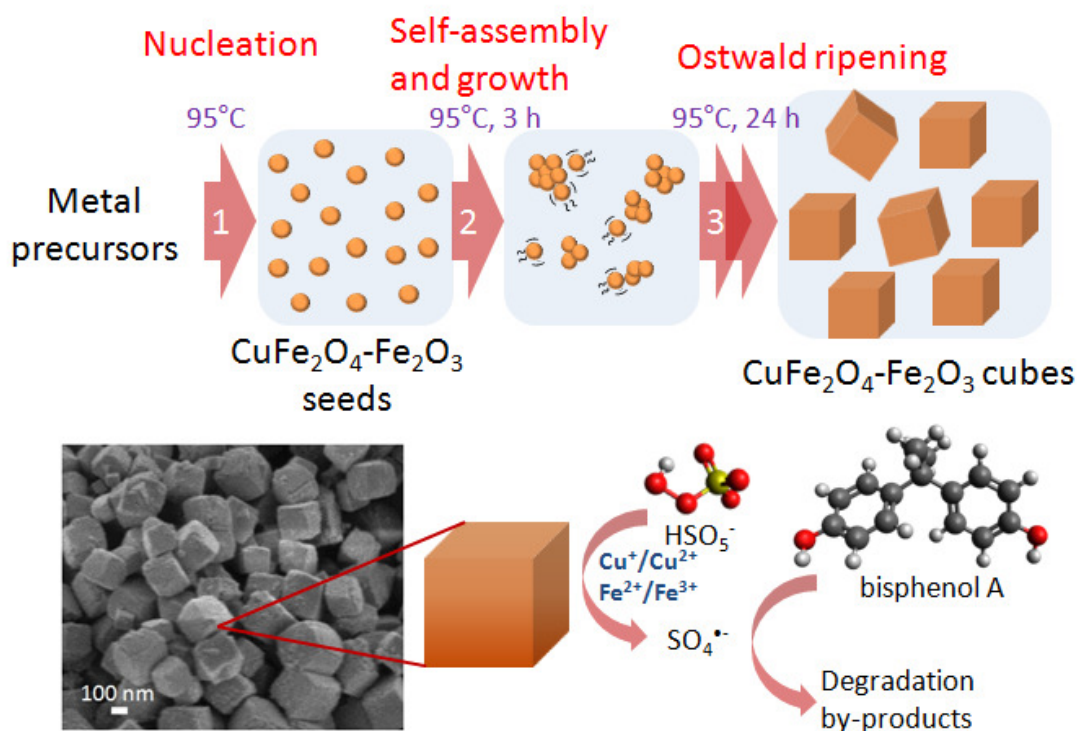 Nucleation
Self-assembly
and growth
Ostwald ripening
95°C
95°C, 3 h
95°C, 24 h
Metal
precursors
1
2
3
CuFe₂O₄-Fe₂O₃
seeds
CuFe₂O₄-Fe₂O₃ cubes
HSO₅⁻
Cu⁺/Cu²⁺
Fe²⁺/Fe³⁺
SO₄•⁻
bisphenol A
Degradation
by-products
100 nm